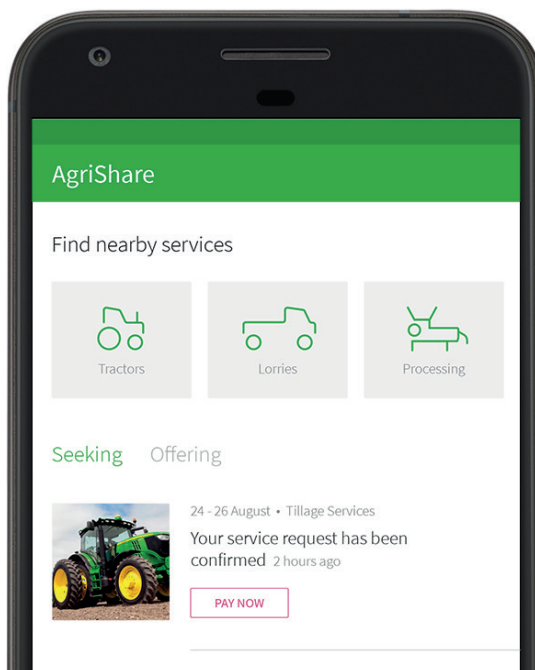 AgriShare
Find nearby services
Tractors
Lorries
Processing
Seeking
Offering
24 - 26 August • Tillage Services
Your service request has been
confirmed 2 hours ago
PAY NOW